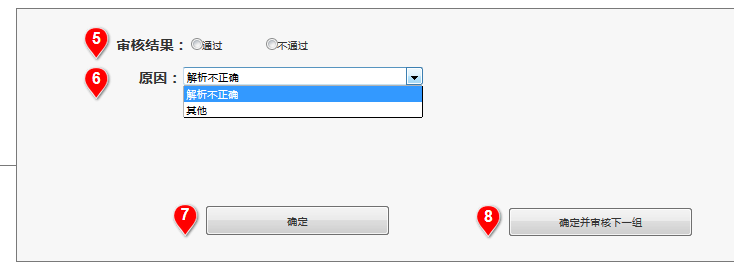 5 审核结果： 通过 不通过
6 原因： 解析不正确
解析不正确
其他
7 确定 8 确定并审核下一组